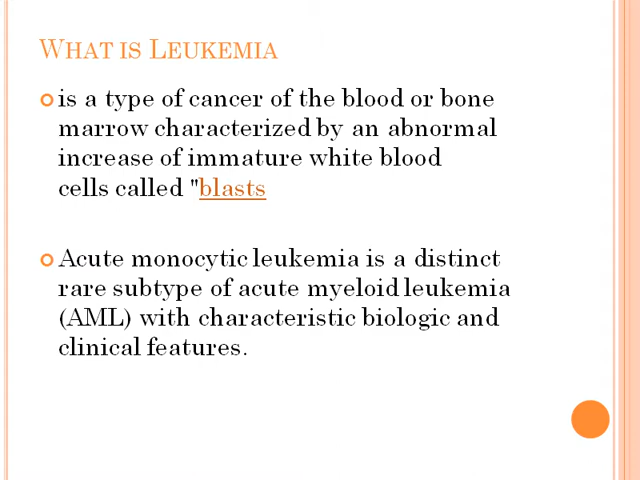 WHAT IS LEUKEMIA
is a type of cancer of the blood or bone
marrow characterized by an abnormal
increase of immature white blood
cells called "blasts
Acute monocytic leukemia is a distinct
rare subtype of acute myeloid leukemia
(AML) with characteristic biologic and
clinical features.